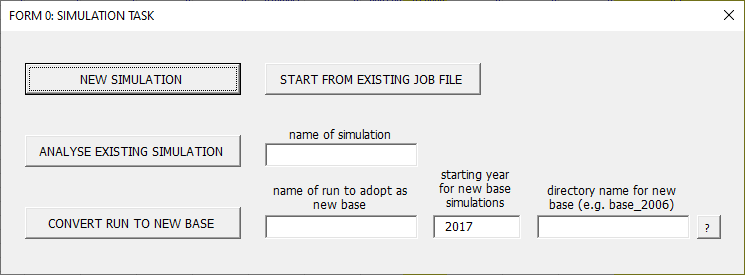 FORM 0: SIMULATION TASK
NEW SIMULATION
START FROM EXISTING JOB FILE
name of simulation
ANALYSE EXISTING SIMULATION
name of run to adopt as
new base
starting year
for new base
simulations
directory name for new
base (e.g. base_2006)
CONVERT RUN TO NEW BASE
2017
?